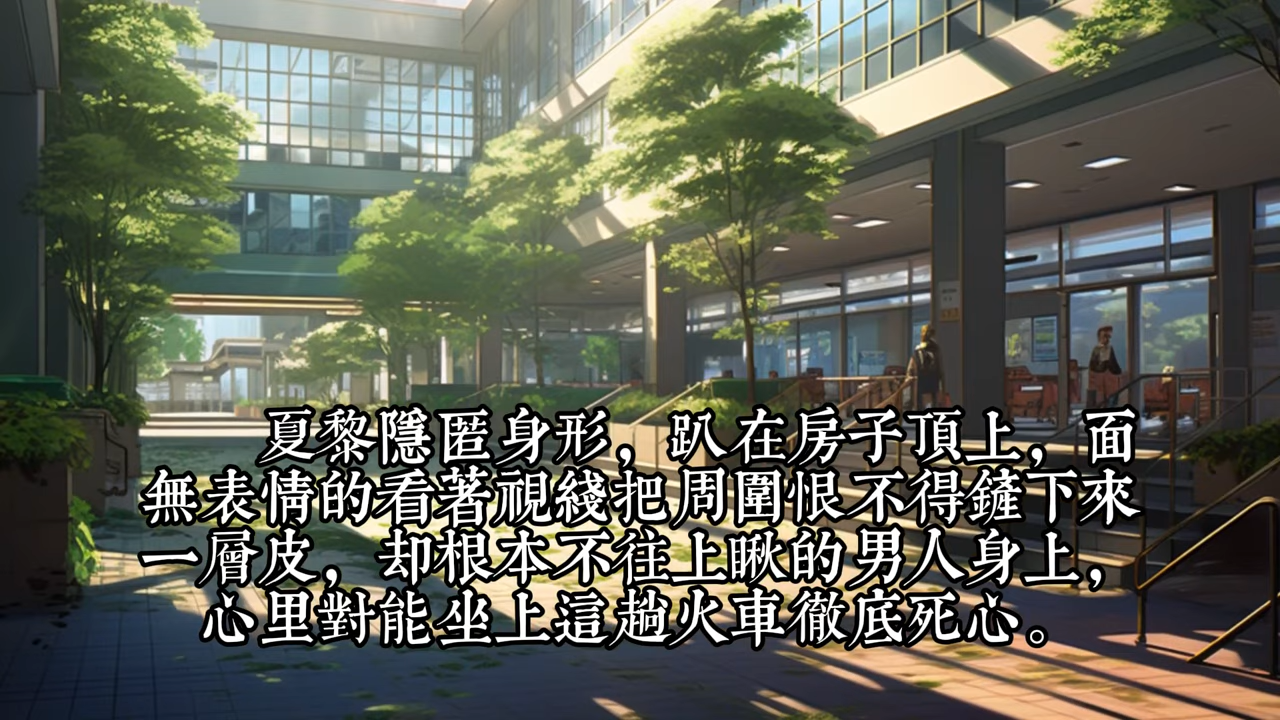 夏黎隱匿身形，趴在房子頂上，面
無表情的看著視綫把周圍恨不得鏟下來
一層皮，却根本不往上瞅的男人身上，
心里對能坐上這趟火車徹底死心。